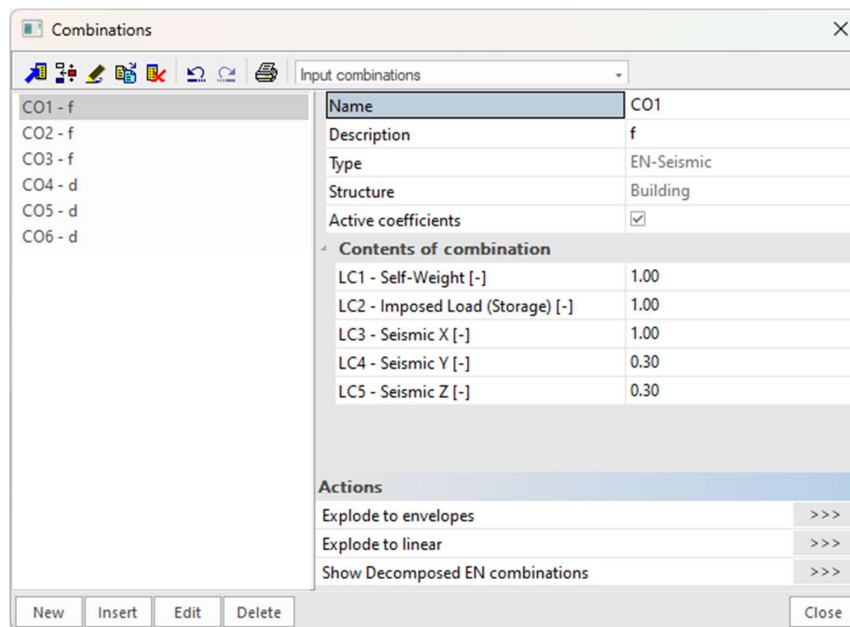 Combinations
Input combinations
CO1 - f
CO2 - f
CO3 - f
CO4 - d
CO5 - d
CO6 - d
Name CO1
Description f
Type EN-Seismic
Structure Building
Active coefficients
Contents of combination
LC1 - Self-Weight [-] 1.00
LC2 - Imposed Load (Storage) [-] 1.00
LC3 - Seismic X [-] 1.00
LC4 - Seismic Y [-] 0.30
LC5 - Seismic Z [-] 0.30
Actions
Explode to envelopes >>>
Explode to linear >>>
Show Decomposed EN combinations >>>
New Insert Edit Delete Close